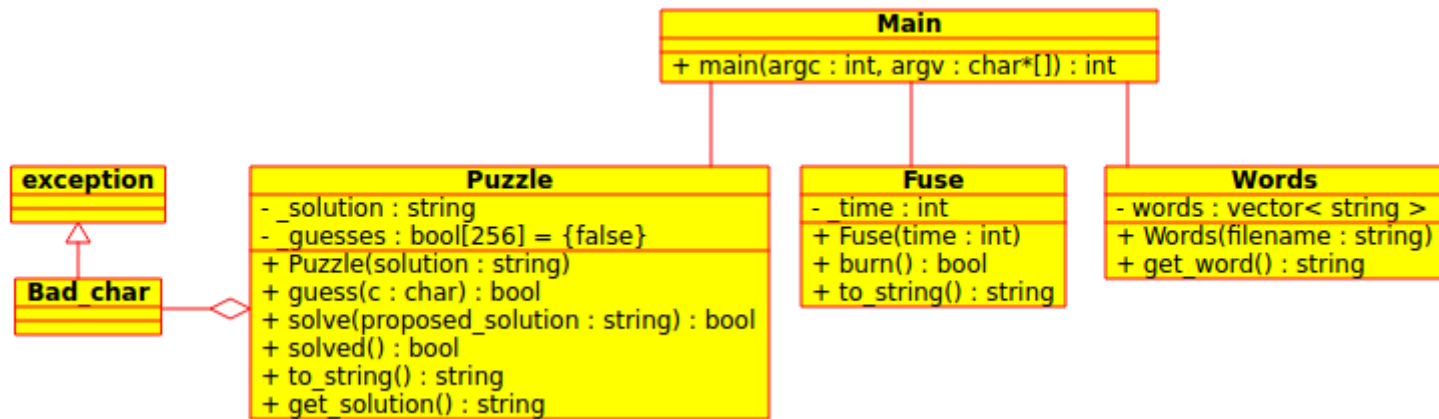 Main
+ main(argc : int, argv : char*[]) : int
exception
Bad_char
Puzzle
- _solution : string
- _guesses : bool[256] = {false}
+ Puzzle(solution : string)
+ guess(c : char) : bool
+ solve(proposed_solution : string) : bool
+ solved() : bool
+ to_string() : string
+ get_solution() : string
Fuse
- _time : int
+ Fuse(time : int)
+ burn() : bool
+ to_string() : string
Words
- words : vector< string >
+ Words(filename : string)
+ get_word() : string